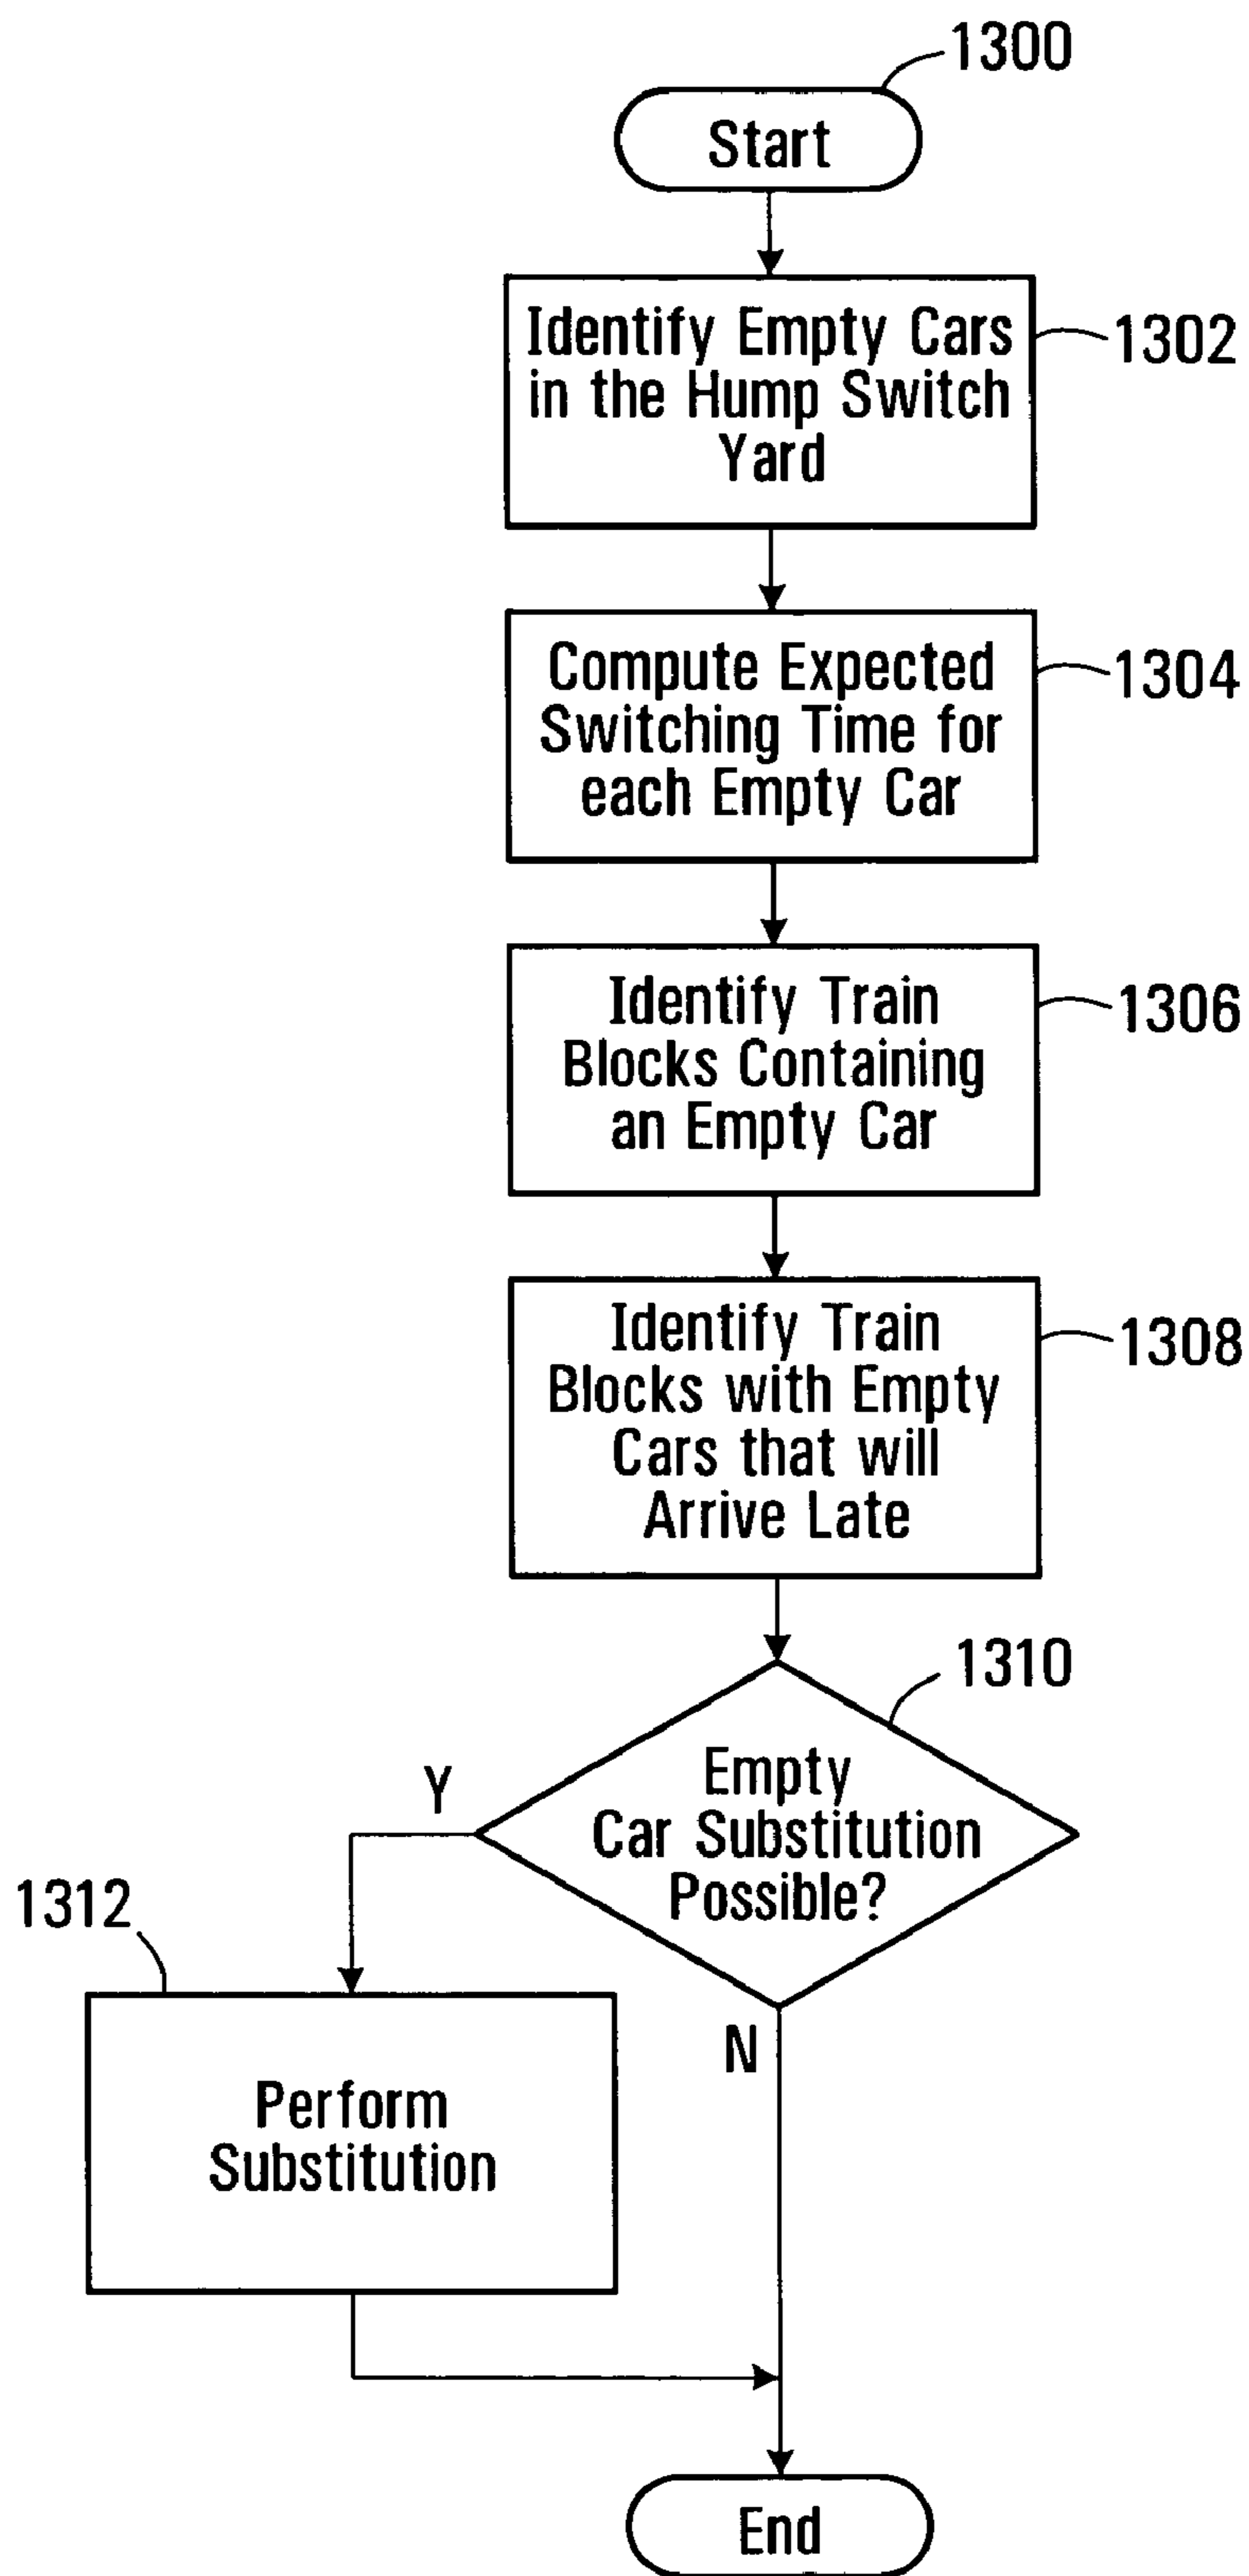 1300
Start
Identify Empty Cars
in the Hump Switch
Yard
1302
Compute Expected
Switching Time for
each Empty Car
1304
Identify Train
Blocks Containing
an Empty Car
1306
Identify Train
Blocks with Empty
Cars that will
Arrive Late
1308
1310
Empty
Car Substitution
Possible?
Y
1312
N
Perform
Substitution
End